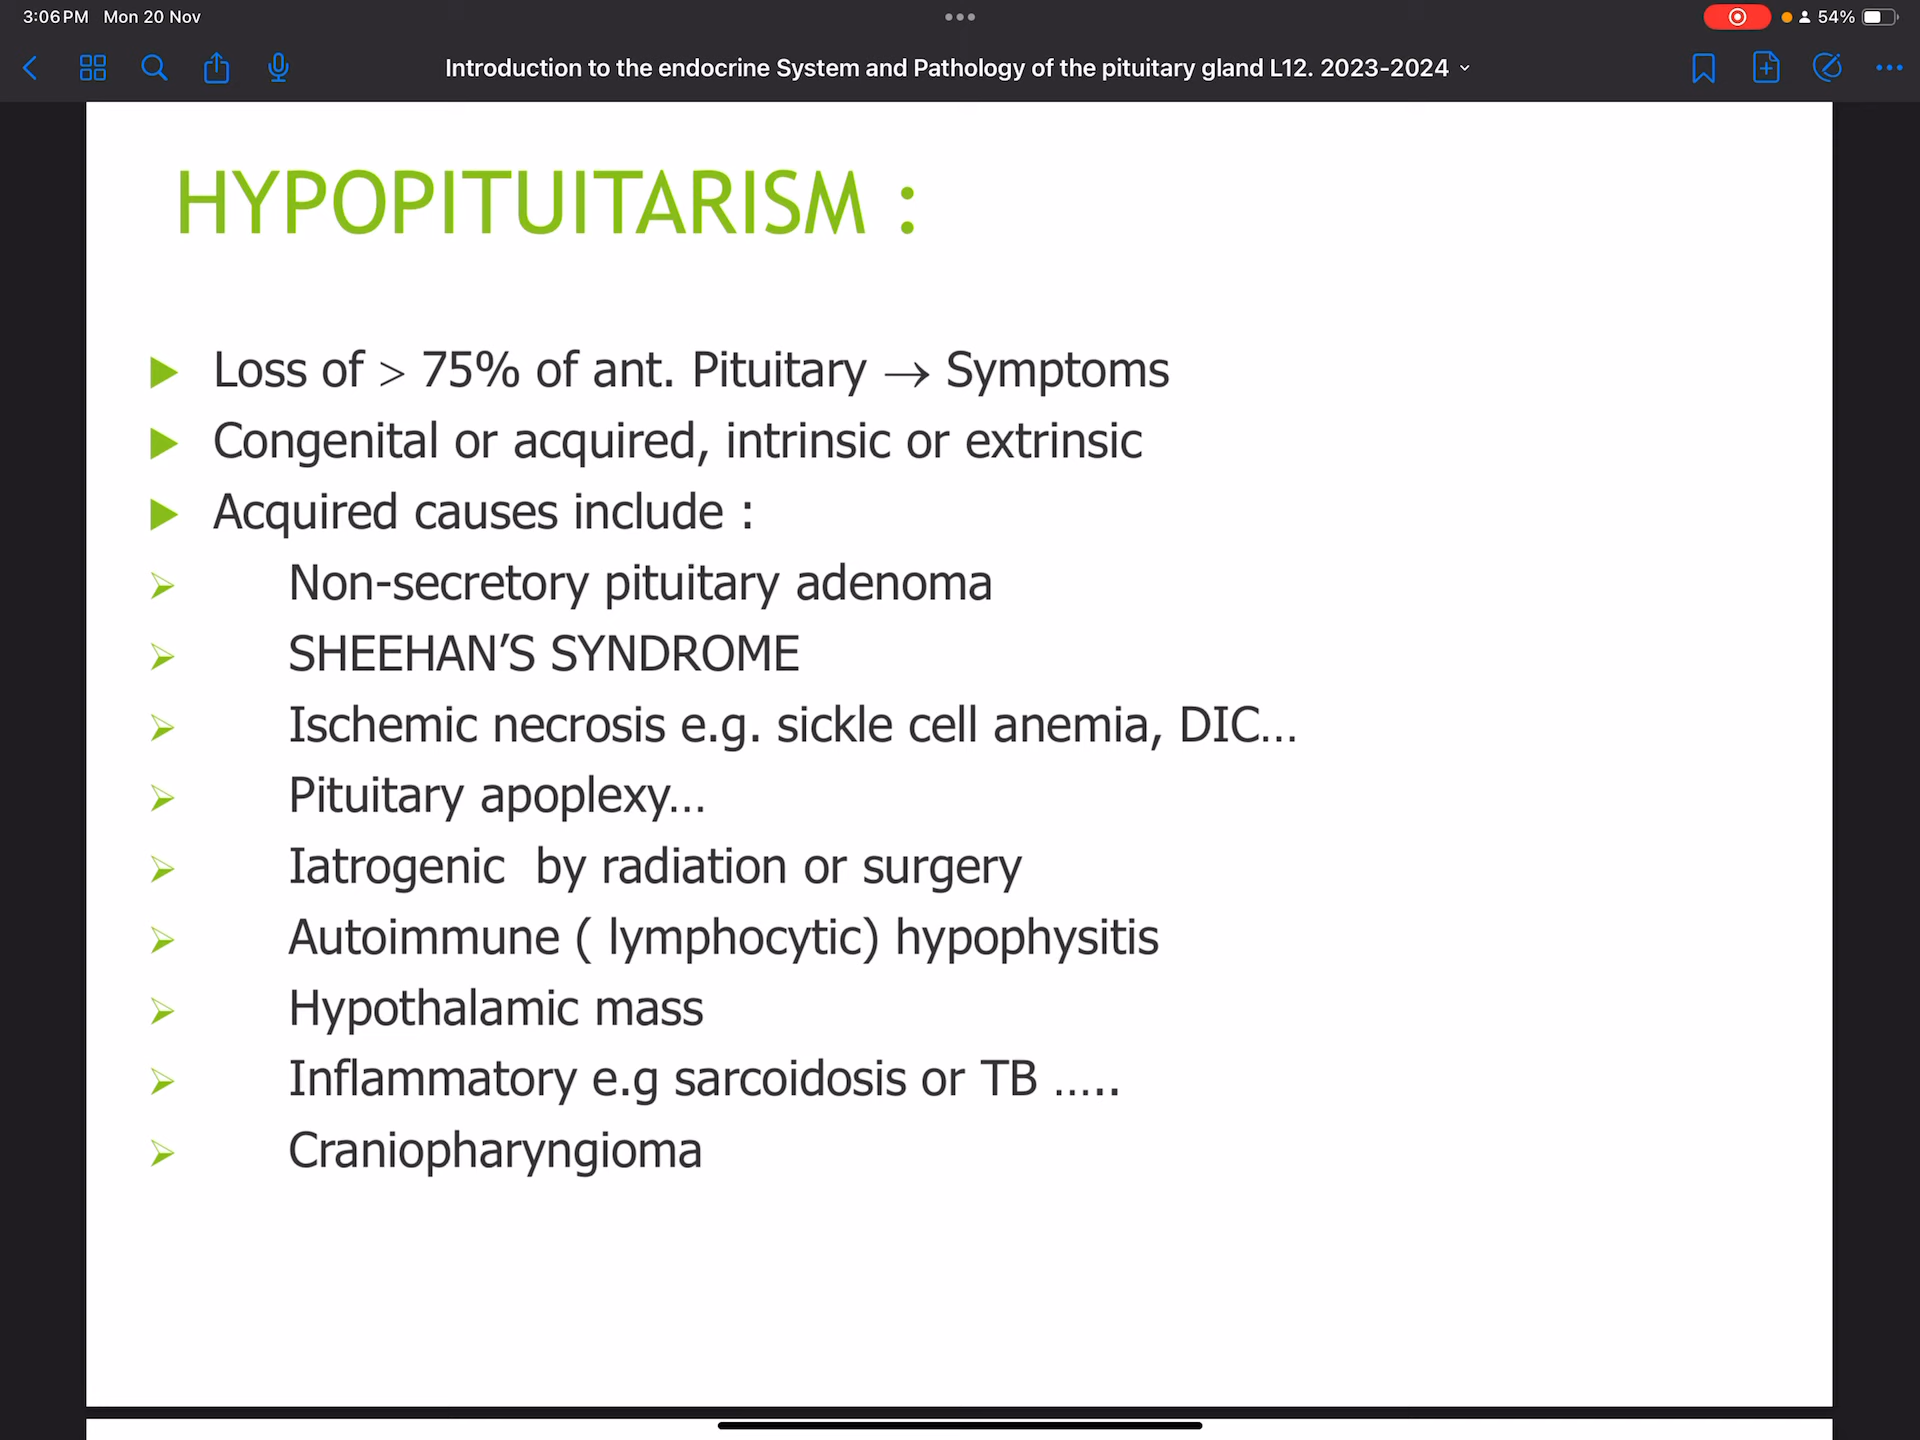 3:06 PM Mon 20 Nov
54%
Introduction to the endocrine System and Pathology of the pituitary gland L12. 2023-2024
HYPOPITUITARISM :
Loss of > 75% of ant. Pituitary → Symptoms
Congenital or acquired, intrinsic or extrinsic
Acquired causes include :
Non-secretory pituitary adenoma
SHEEHAN’S SYNDROME
Ischemic necrosis e.g. sickle cell anemia, DIC…
Pituitary apoplexy…
Iatrogenic  by radiation or surgery
Autoimmune ( lymphocytic) hypophysitis
Hypothalamic mass
Inflammatory e.g sarcoidosis or TB …..
Craniopharyngioma